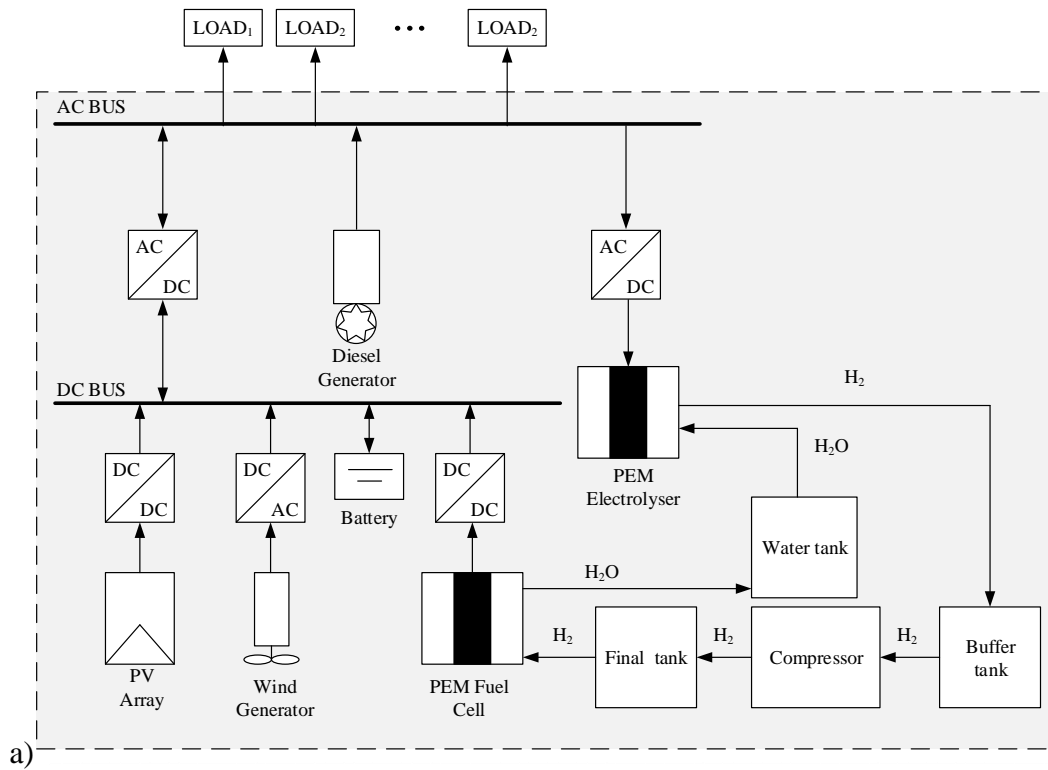 LOAD₁ LOAD₂ ... LOAD₂
AC BUS
AC
DC
AC
DC
Diesel
Generator
DC BUS
H₂
H₂O
PEM
Electrolyser
DC
DC
DC
AC
Battery
DC
DC
Water tank
H₂O
PV
Array
Wind
Generator
PEM Fuel
Cell
H₂
Final tank
H₂
Compressor
H₂
Buffer
tank
a)